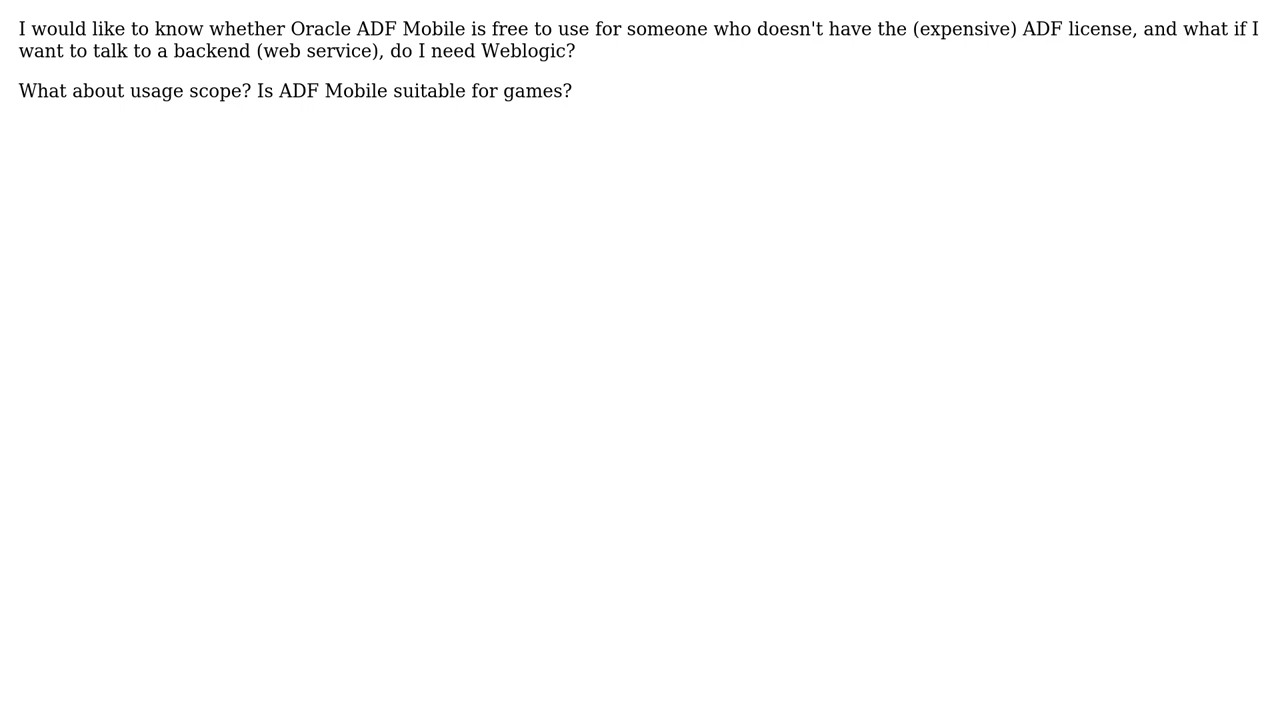 I would like to know whether Oracle ADF Mobile is free to use for someone who doesn't have the (expensive) ADF license, and what if I
want to talk to a backend (web service), do I need Weblogic?
What about usage scope? Is ADF Mobile suitable for games?